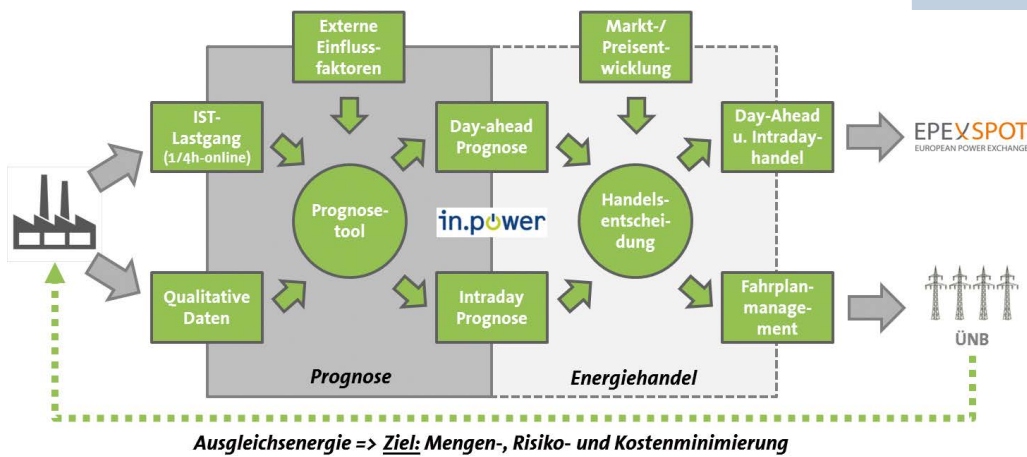 Externe
Einfluss-
faktoren
Markt-/
Preisent-
wicklung
IST-
Lastgang
(1/4h-online)
Day-ahead
Prognose
Day-Ahead
u. Intraday-
handel
EPEXSPOT
EUROPEAN POWER EXCHANGE
Prognose-
tool
in.power
Handels-
entschei-
dung
Qualitative
Daten
Intraday
Prognose
Fahrplan-
manage-
ment
ÜNB
Prognose
Energiehandel
Ausgleichsenergie => Ziel: Mengen-, Risiko- und Kostenminimierung